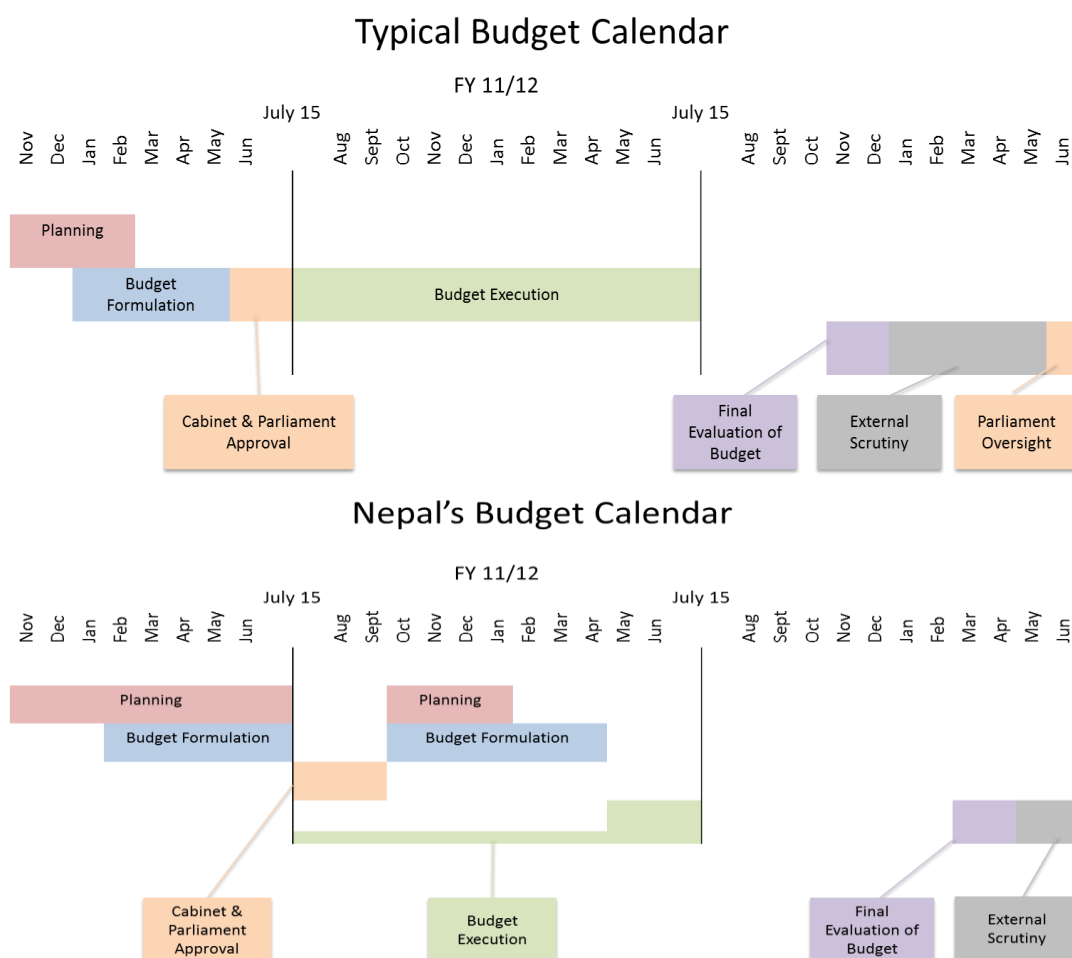 Typical Budget Calendar
FY 11/12
July 15
July 15
Nov Dec Jan Feb Mar Apr May Jun Aug Sept Oct Nov Dec Jan Feb Mar Apr May Jun Aug Sept Oct Nov Dec Jan Feb Mar Apr May Jun
Planning
Budget
Formulation
Budget Execution
Cabinet & Parliament
Approval
Final
Evaluation of
Budget
External
Scrutiny
Parliament
Oversight
Nepal's Budget Calendar
FY 11/12
July 15
July 15
Nov Dec Jan Feb Mar Apr May Jun Aug Sept Oct Nov Dec Jan Feb Mar Apr May Jun Aug Sept Oct Nov Dec Jan Feb Mar Apr May Jun
Planning
Planning
Budget Formulation
Budget Formulation
Cabinet &
Parliament
Approval
Budget
Execution
Final
Evaluation of
Budget
External
Scrutiny